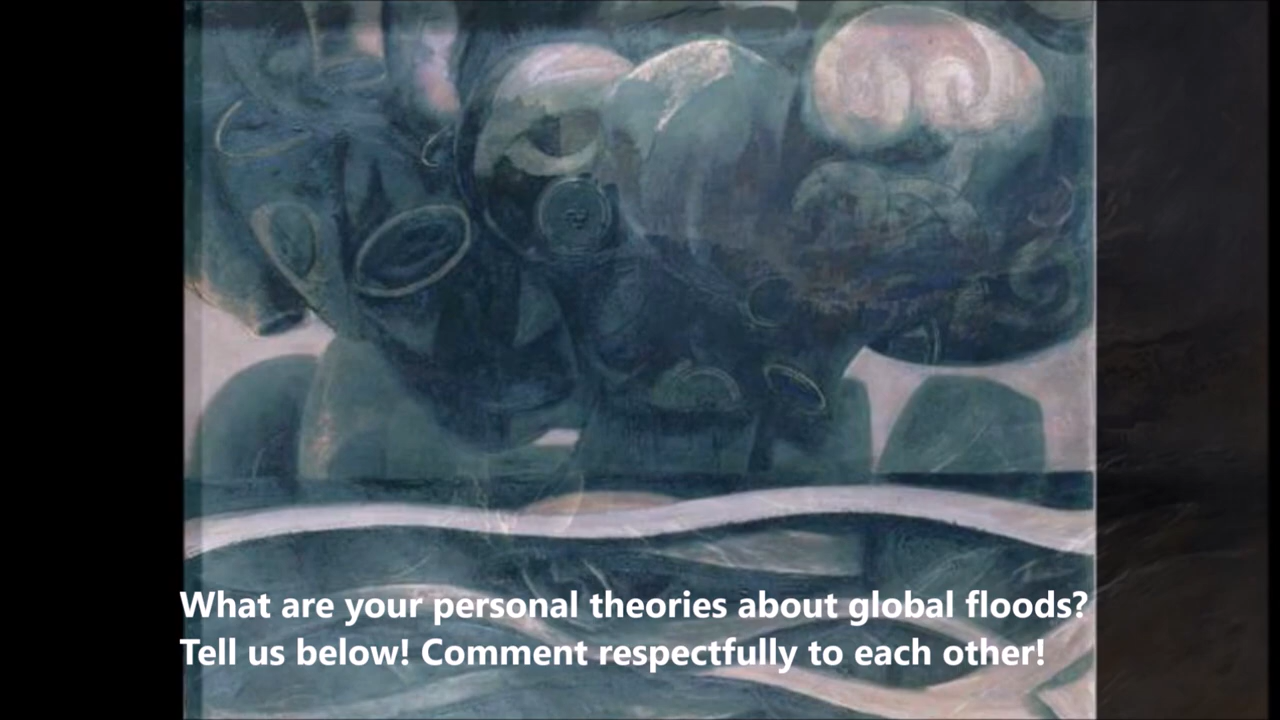 What are your personal theories about global floods?
Tell us below! Comment respectfully to each other!